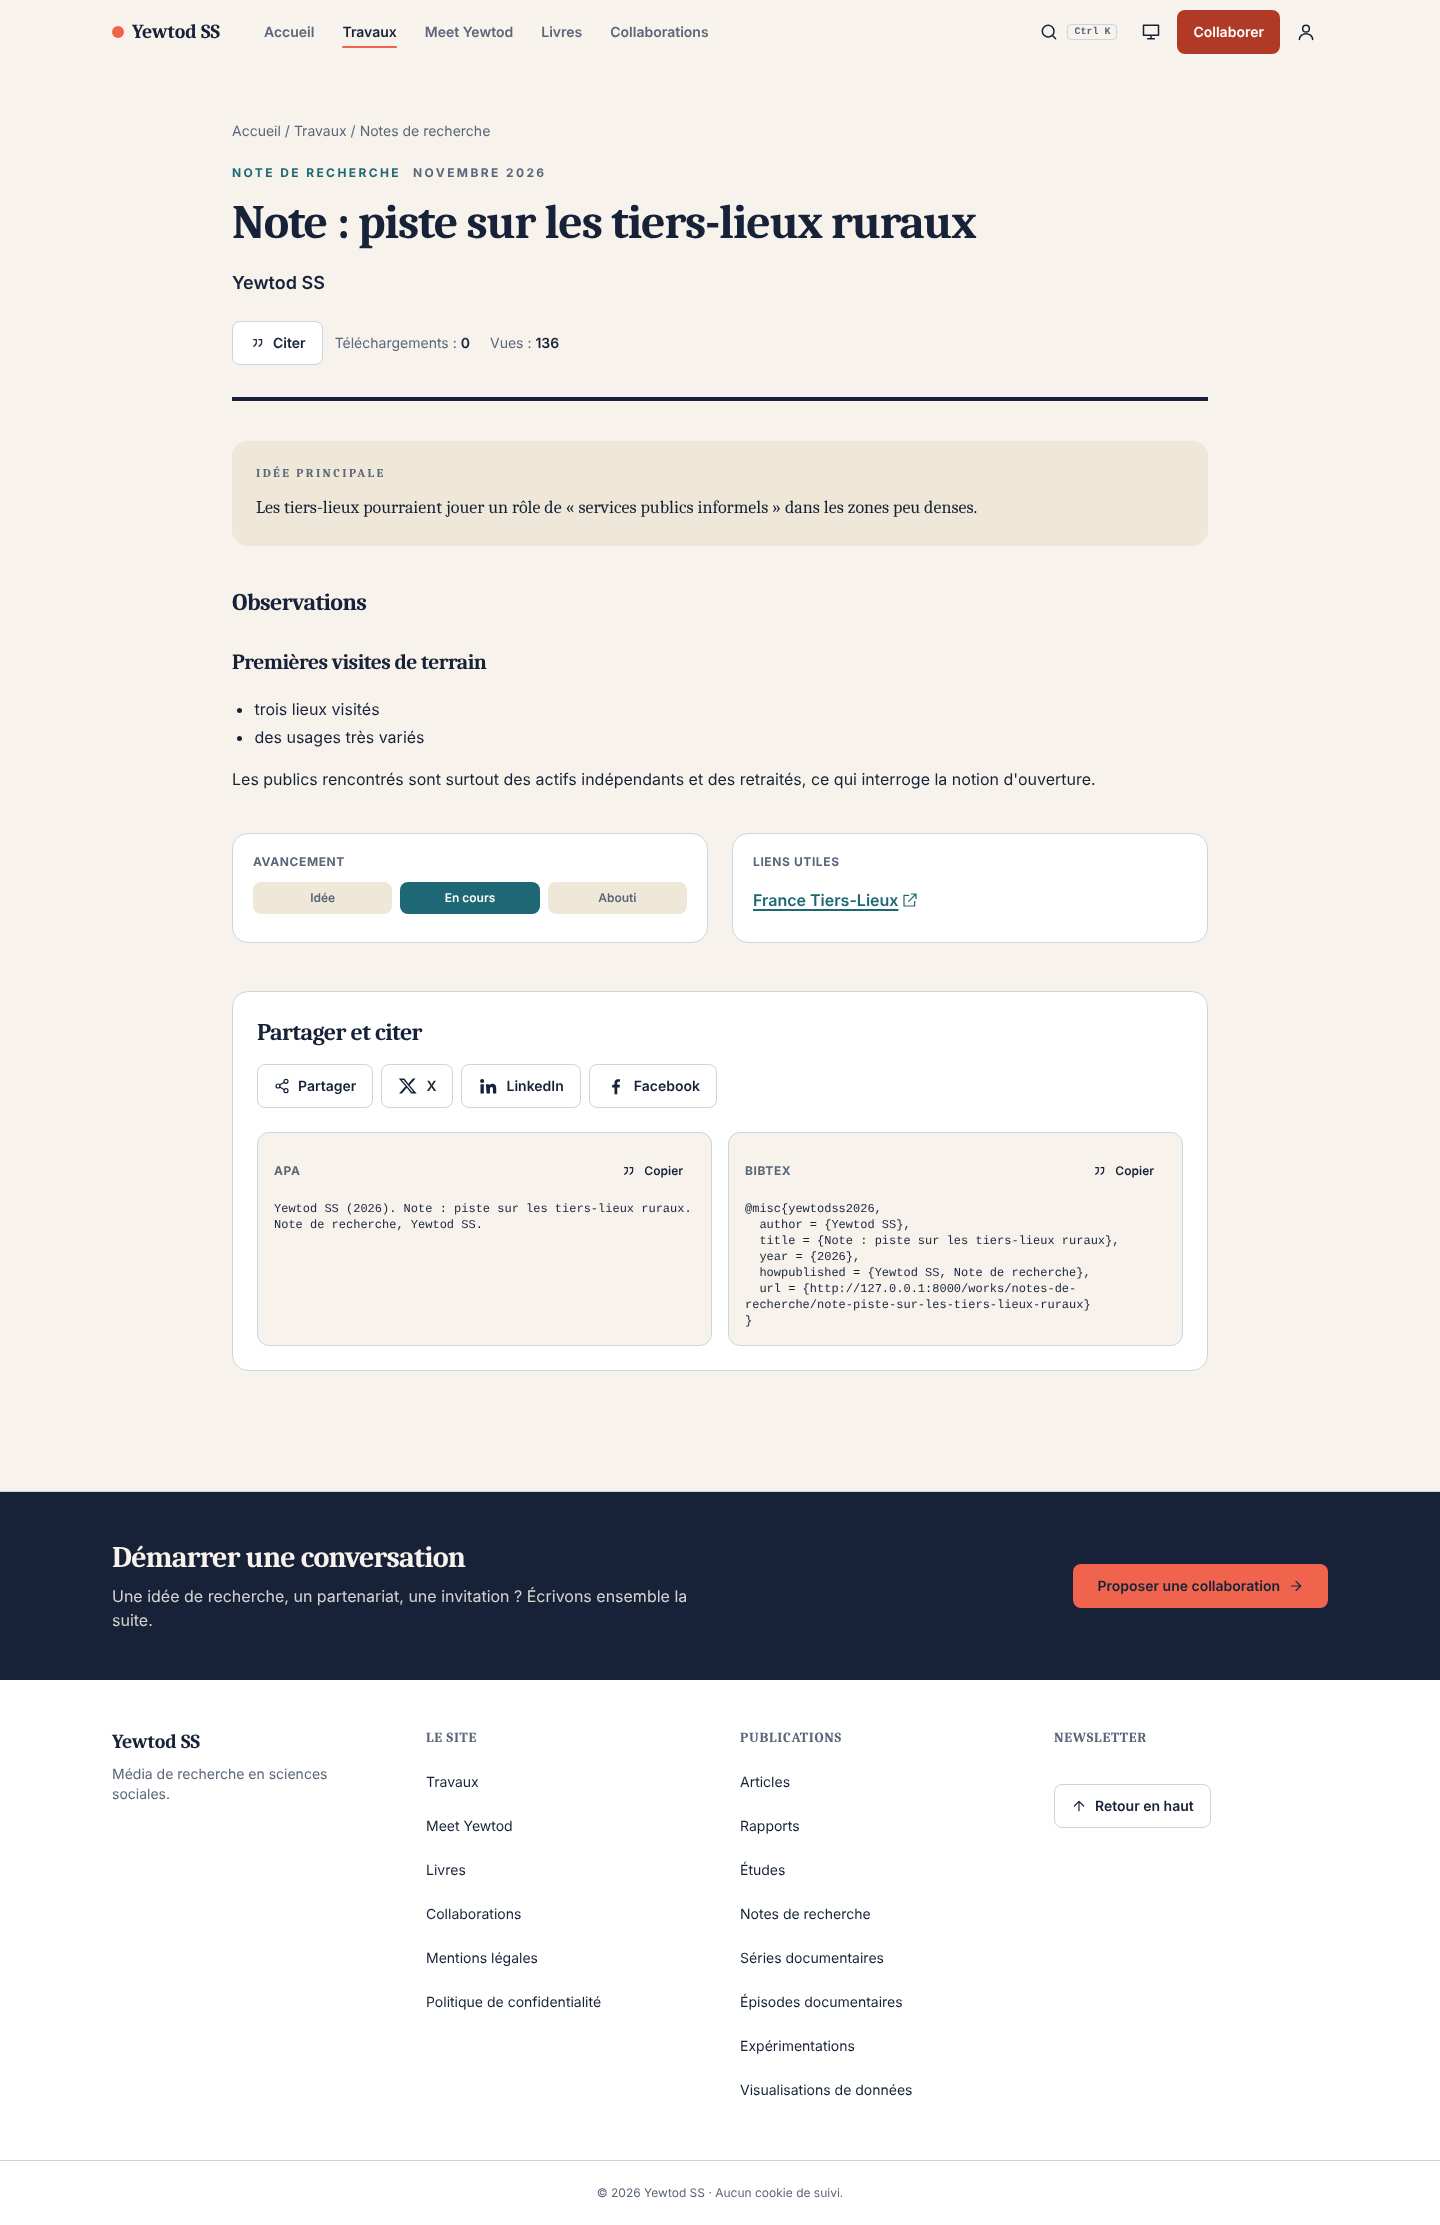 Yewtod SS
Accueil
Travaux
Meet Yewtod
Livres
Collaborations
Ctrl K
Collaborer
Accueil / Travaux / Notes de recherche
NOTE DE RECHERCHE NOVEMBRE 2026
Note : piste sur les tiers-lieux ruraux
Yewtod SS
Citer
Téléchargements : 0
Vues : 136
IDÉE PRINCIPALE
Les tiers-lieux pourraient jouer un rôle de « services publics informels » dans les zones peu denses.
Observations
Premières visites de terrain
• trois lieux visités
• des usages très variés
Les publics rencontrés sont surtout des actifs indépendants et des retraités, ce qui interroge la notion d'ouverture.
AVANCEMENT
Idée
En cours
Abouti
LIENS UTILES
France Tiers-Lieux
Partager et citer
Partager
X
LinkedIn
Facebook
APA
Copier
Yewtod SS (2026). Note : piste sur les tiers-lieux ruraux.
Note de recherche, Yewtod SS.
BIBTEX
Copier
@misc{yewtodss2026,
  author = {Yewtod SS},
  title = {Note : piste sur les tiers-lieux ruraux},
  year = {2026},
  howpublished = {Yewtod SS, Note de recherche},
  url = {http://127.0.0.1:8000/works/notes-de-
recherche/note-piste-sur-les-tiers-lieux-ruraux}
}
Démarrer une conversation
Une idée de recherche, un partenariat, une invitation ? Écrivons ensemble la
suite.
Proposer une collaboration
Yewtod SS
Média de recherche en sciences
sociales.
LE SITE
Travaux
Meet Yewtod
Livres
Collaborations
Mentions légales
Politique de confidentialité
PUBLICATIONS
Articles
Rapports
Études
Notes de recherche
Séries documentaires
Épisodes documentaires
Expérimentations
Visualisations de données
NEWSLETTER
Retour en haut
© 2026 Yewtod SS · Aucun cookie de suivi.